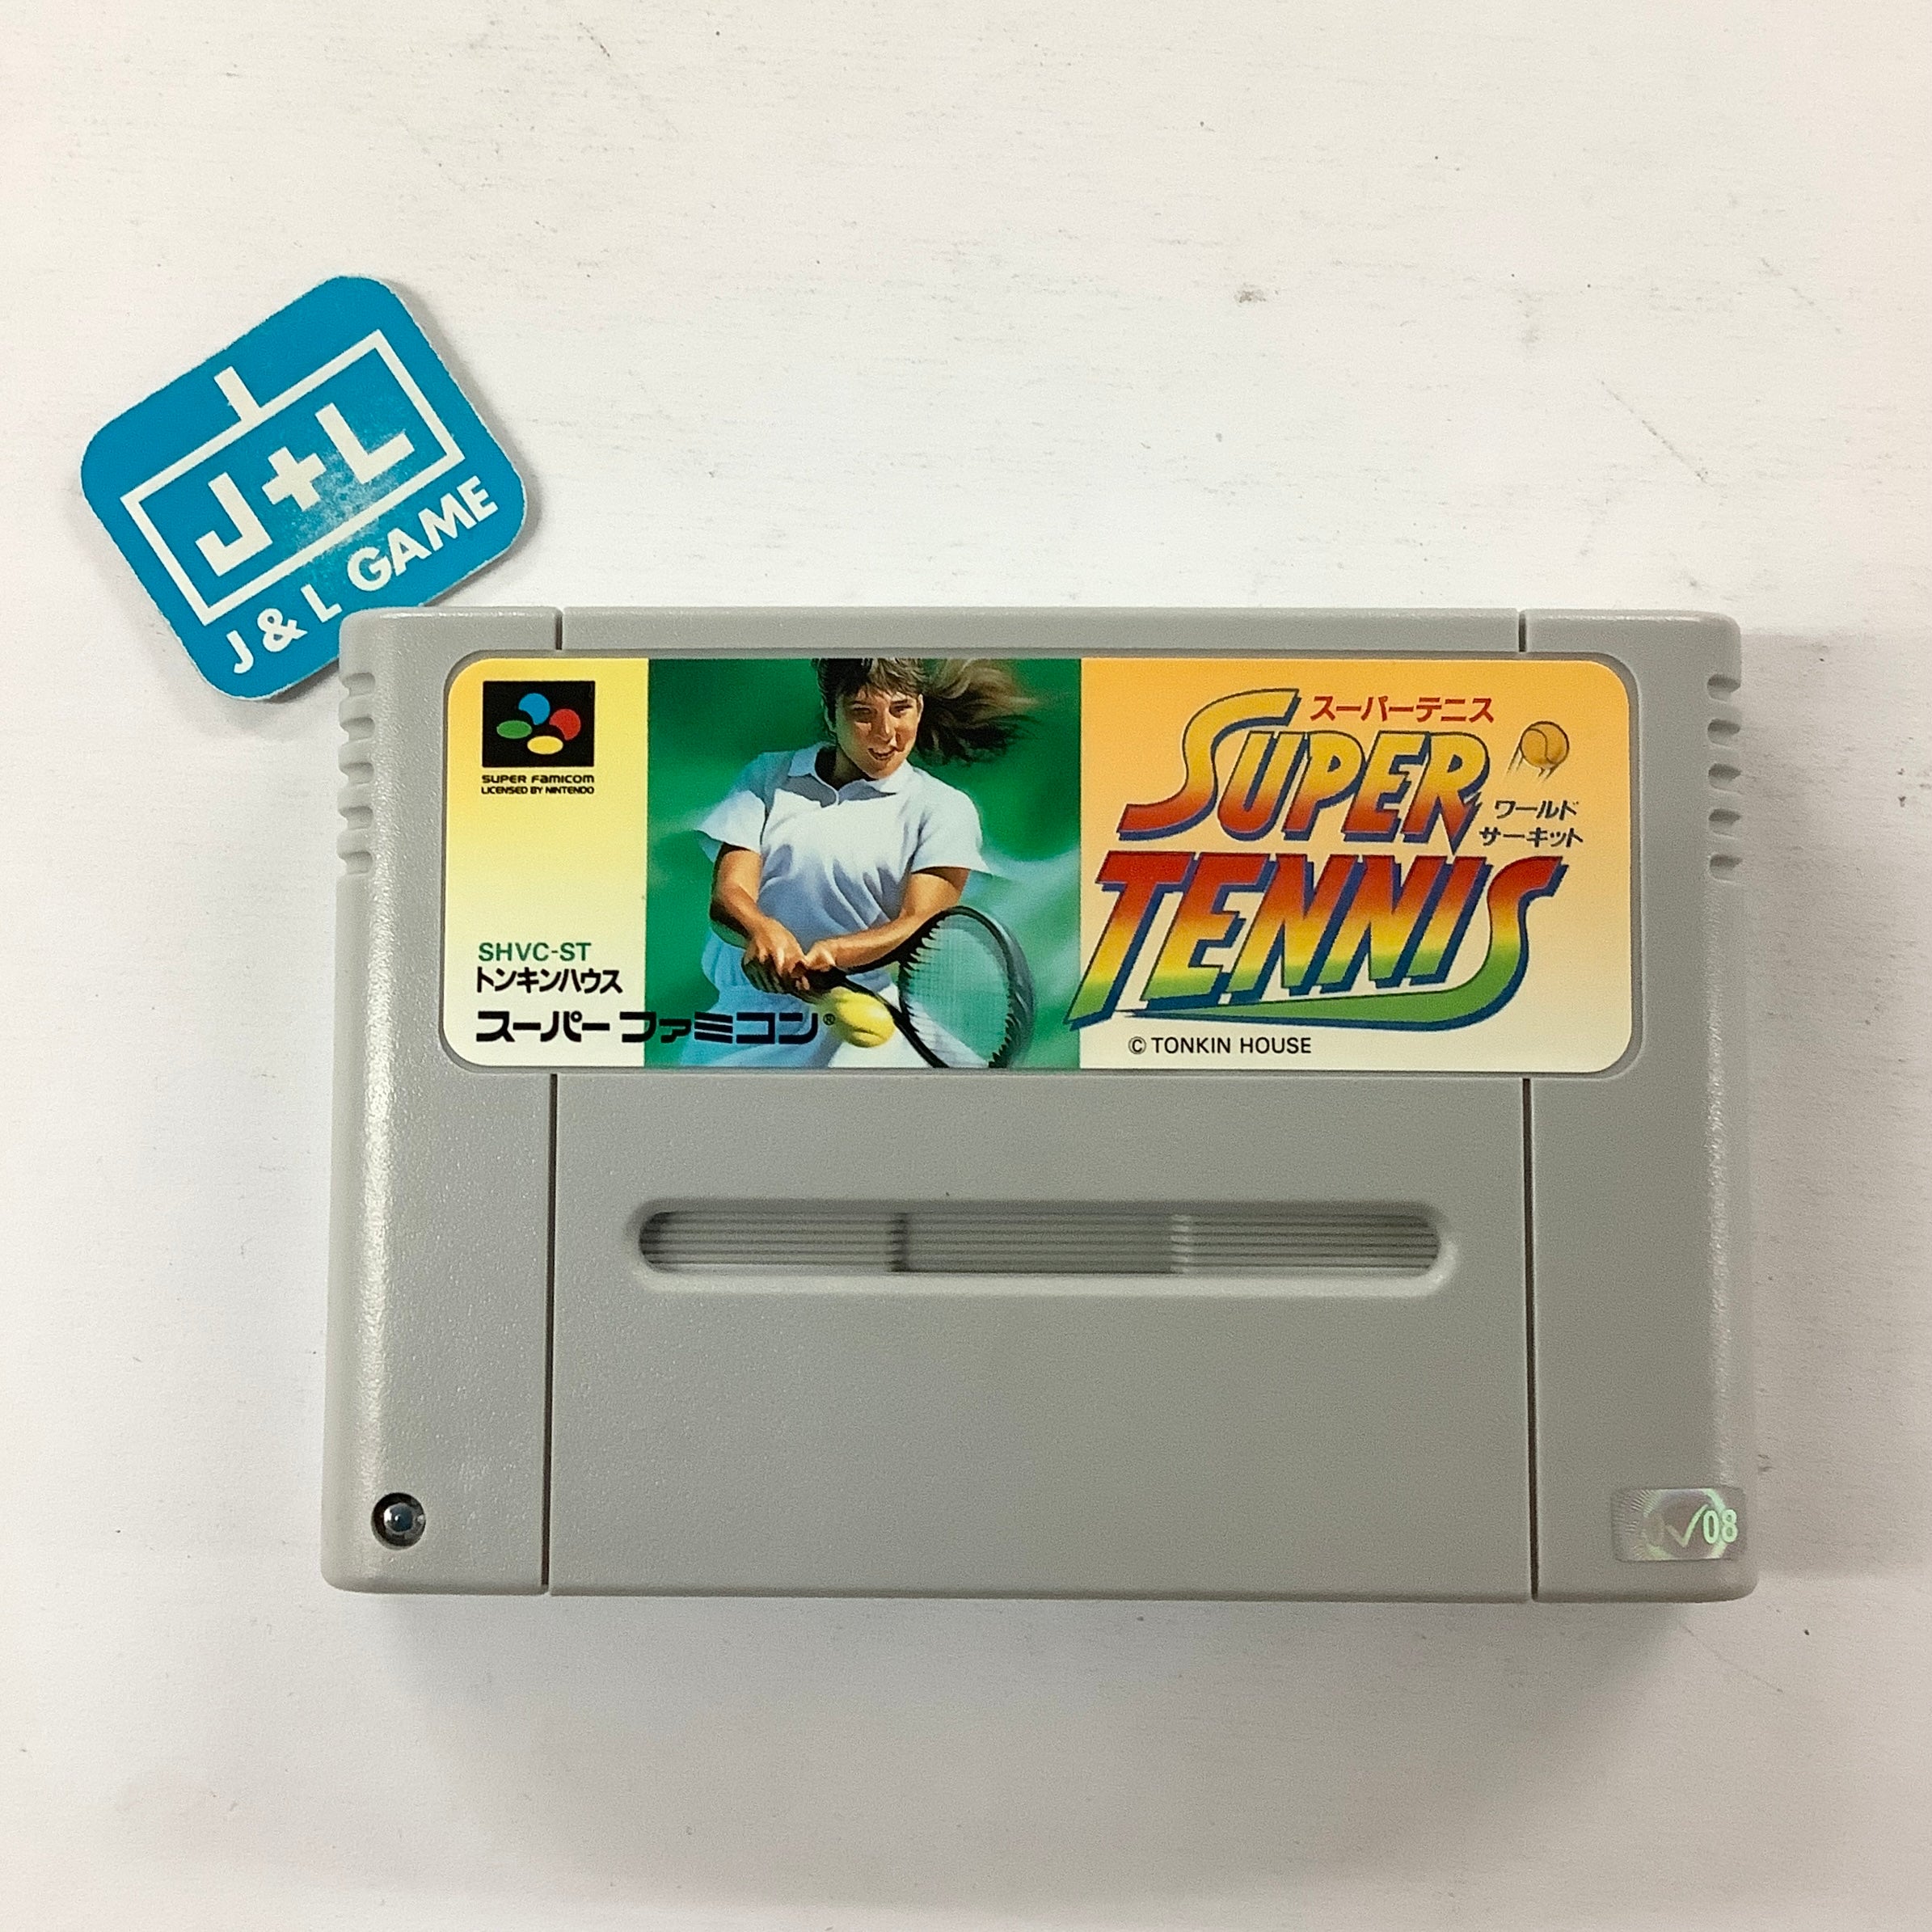 J+L
J & L GAME
SUPER FAMICOM
LICENSED BY NINTENDO
SHVC-ST
トンキンハウス
スーパーファミコン®
スーパーテニス
SUPER
ワールド
サーキット
TENNIS
© TONKIN HOUSE
08